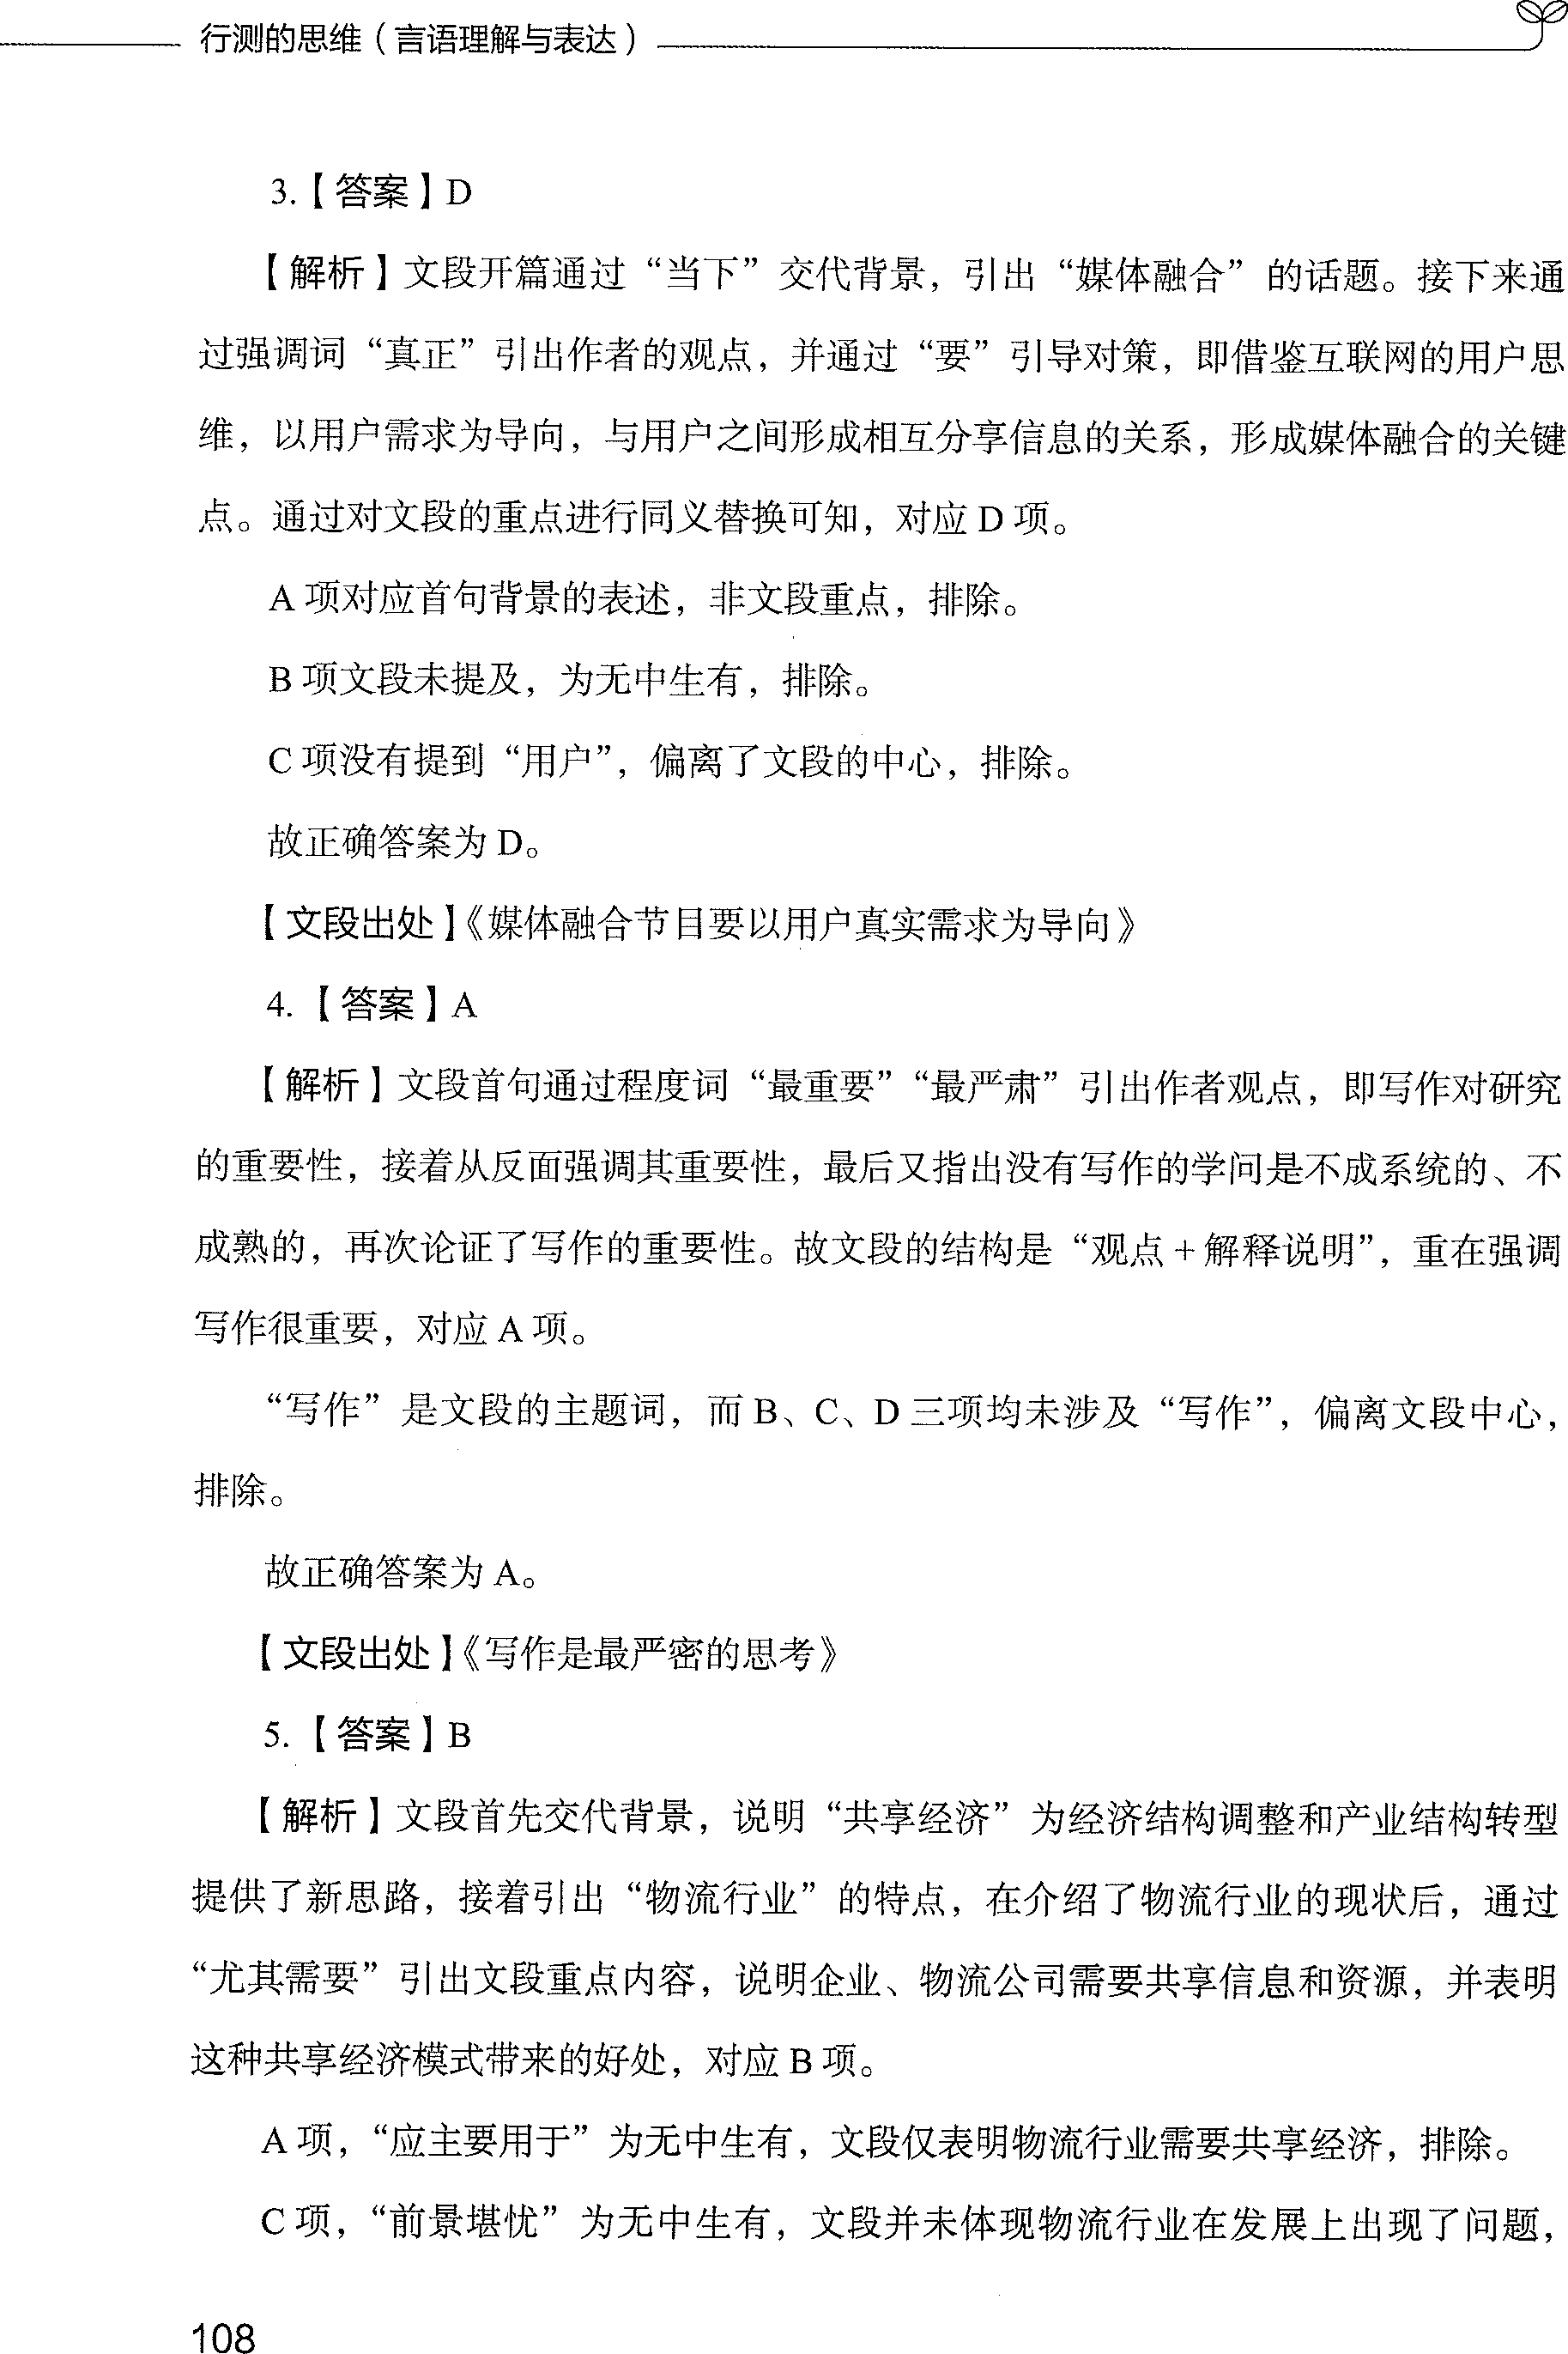 行测的思维（言语理解与表达）
3.【答案】D
【解析】文段开篇通过“当下”交代背景，引出“媒体融合”的话题。接下来通
过强调词“真正”引出作者的观点，并通过“要”引导对策，即借鉴互联网的用户思
维，以用户需求为导向，与用户之间形成相互分享信息的关系，形成媒体融合的关键
点。通过对文段的重点进行同义替换可知，对应 D 项。
A 项对应首句背景的表述，非文段重点，排除。
B 项文段未提及，为无中生有，排除。
C 项没有提到“用户”，偏离了文段的中心，排除。
故正确答案为 D。
【文段出处】《媒体融合节目要以用户真实需求为导向》
4.【答案】A
【解析】文段首句通过程度词“最重要”“最严肃”引出作者观点，即写作对研究
的重要性，接着从反面强调其重要性，最后又指出没有写作的学问是不成系统的、不
成熟的，再次论证了写作的重要性。故文段的结构是“观点＋解释说明”，重在强调
写作很重要，对应 A 项。
“写作”是文段的主题词，而 B、C、D 三项均未涉及“写作”，偏离文段中心，
排除。
故正确答案为 A。
【文段出处】《写作是最严密的思考》
5.【答案】B
【解析】文段首先交代背景，说明“共享经济”为经济结构调整和产业结构转型
提供了新思路，接着引出“物流行业”的特点，在介绍了物流行业的现状后，通过
“尤其需要”引出文段重点内容，说明企业、物流公司需要共享信息和资源，并表明
这种共享经济模式带来的好处，对应 B 项。
A 项，“应主要用于”为无中生有，文段仅表明物流行业需要共享经济，排除。
C 项，“前景堪忧”为无中生有，文段并未体现物流行业在发展上出现了问题，
108